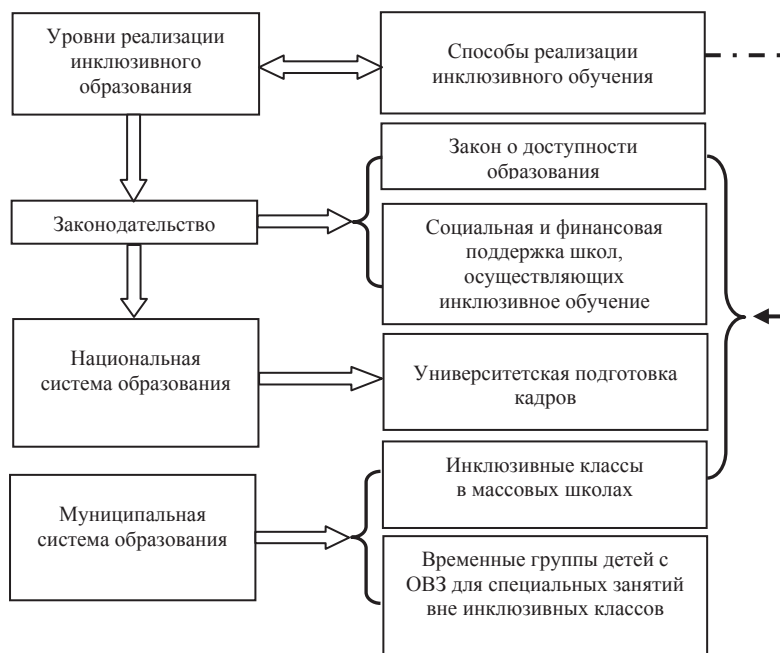 Уровни реализации
инклюзивного
образования
Способы реализации
инклюзивного обучения
Закон о доступности
образования
Законодательство
Социальная и финансовая
поддержка школ,
осуществляющих
инклюзивное обучение
Национальная
система образования
Университетская подготовка
кадров
Инклюзивные классы
в массовых школах
Муниципальная
система образования
Временные группы детей с
ОВЗ для специальных занятий
вне инклюзивных классов